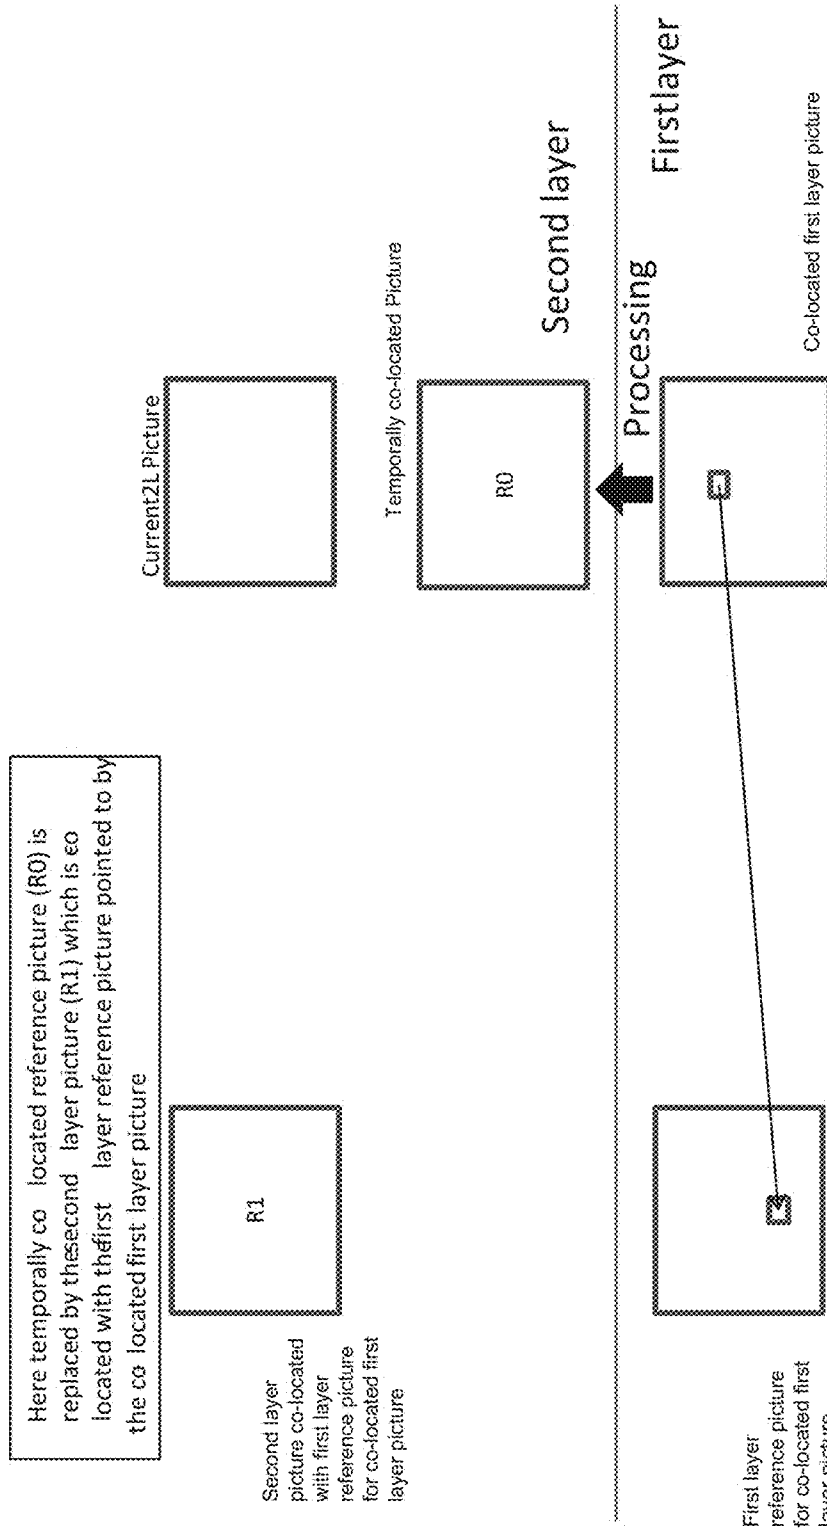 Here temporally co located reference picture (R0) is
replaced by thesecond layer picture (R1) which is co
located with thefirst layer reference picture pointed to by
the co located first layer picture
Current2L Picture
R1
Second layer
picture co-located
with first layer
reference picture
for co-located first
layer picture
Temporally co-located Picture
R0
Second layer
Processing
Firstlayer
First layer
reference picture
for co-located first
layer picture
Co-located first layer picture